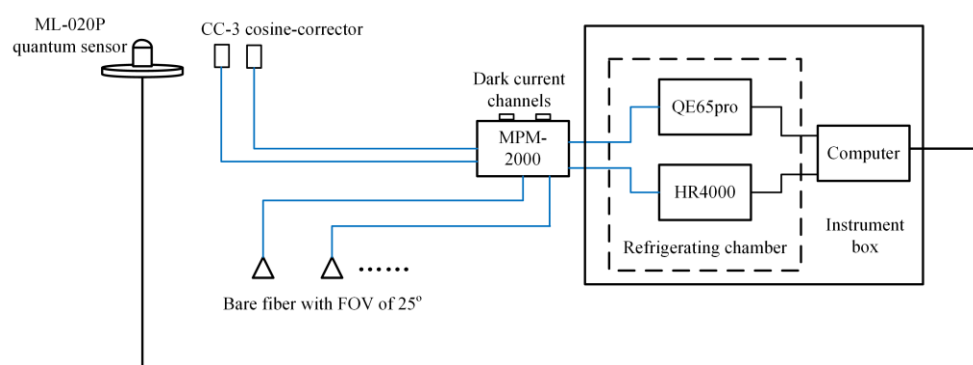 ML-020P
quantum sensor
CC-3 cosine-corrector
Dark current
channels
MPM-
2000
QE65pro
HR4000
Refrigerating chamber
Computer
Instrument
box
......
Bare fiber with FOV of 25°